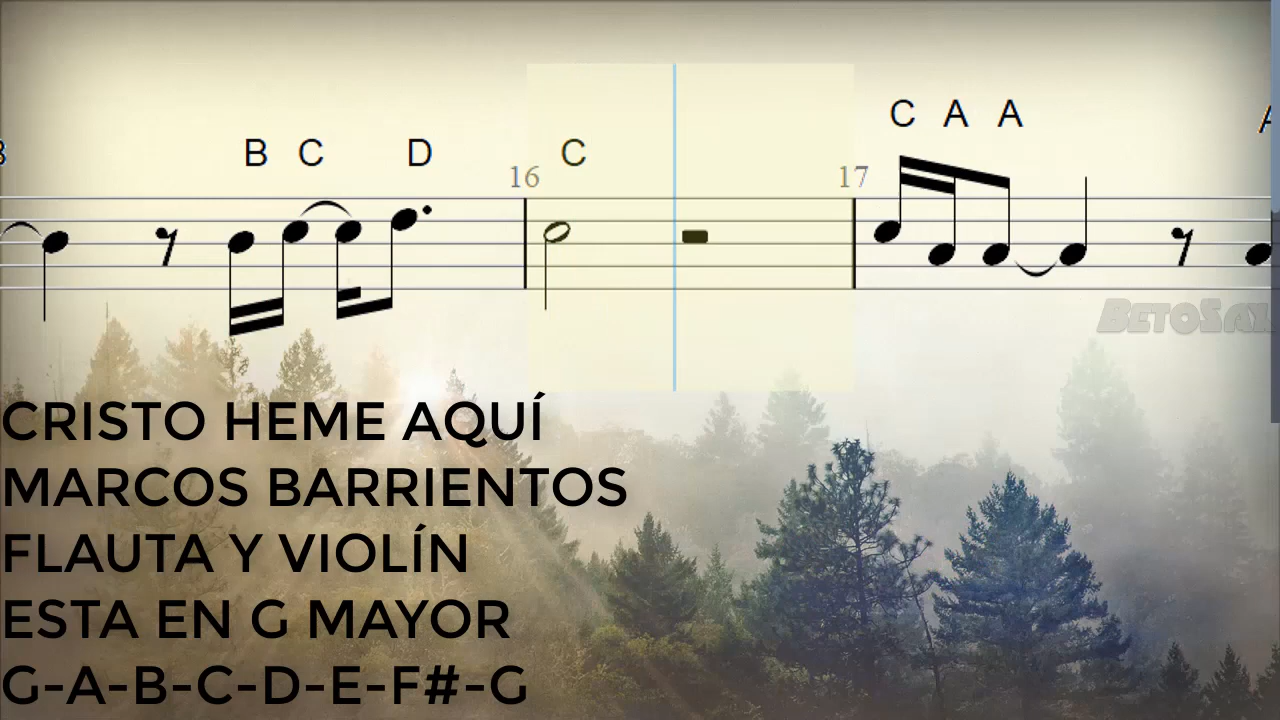 C A A
B C D C
16 17
BETOSAX
CRISTO HEME AQUÍ
MARCOS BARRIENTOS
FLAUTA Y VIOLÍN
ESTA EN G MAYOR
G-A-B-C-D-E-F#-G